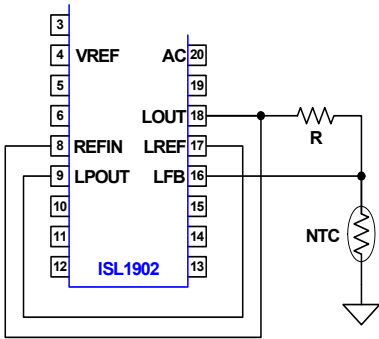 3
4 VREF AC 20
5 19
6 LOUT 18
R
8 REFIN LREF 17
9 LPOUT LFB 16
10 15
NTC
11 14
12 ISL1902 13